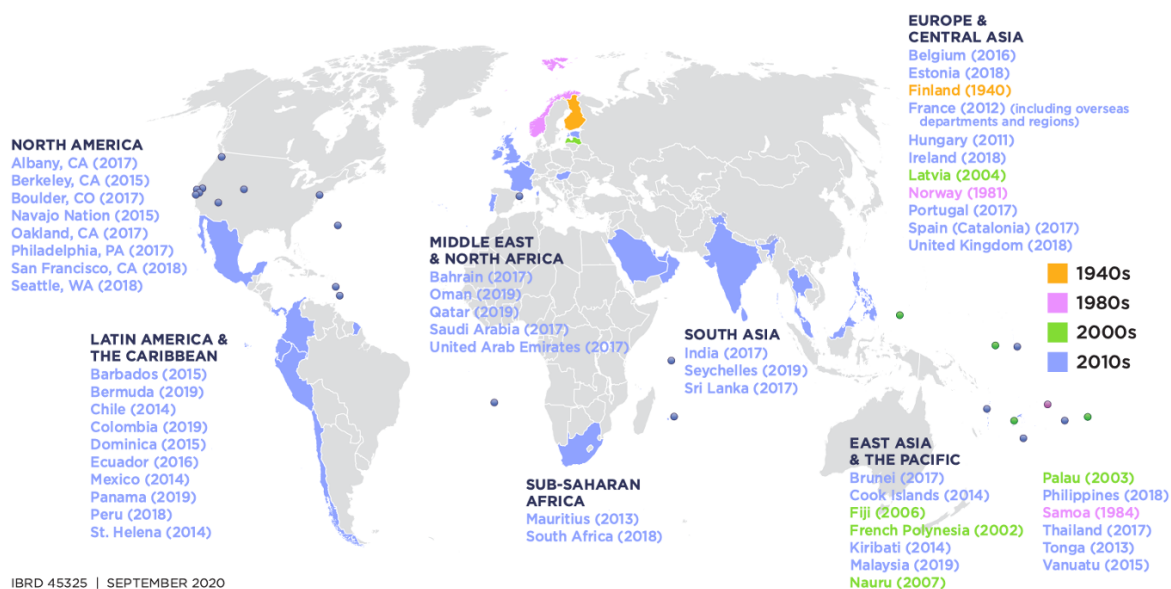 EUROPE &
CENTRAL ASIA
Belgium (2016)
Estonia (2018)
Finland (1940)
France (2012) (including overseas
departments and regions)
Hungary (2011)
Ireland (2018)
Latvia (2004)
Norway (1981)
Portugal (2017)
Spain (Catalonia) (2017)
United Kingdom (2018)
NORTH AMERICA
Albany, CA (2017)
Berkeley, CA (2015)
Boulder, CO (2017)
Navajo Nation (2015)
Oakland, CA (2017)
Philadelphia, PA (2017)
San Francisco, CA (2018)
Seattle, WA (2018)
MIDDLE EAST
& NORTH AFRICA
Bahrain (2017)
Oman (2019)
Qatar (2019)
Saudi Arabia (2017)
United Arab Emirates (2017)
1940s
1980s
2000s
2010s
LATIN AMERICA &
THE CARIBBEAN
Barbados (2015)
Bermuda (2019)
Chile (2014)
Colombia (2019)
Dominica (2015)
Ecuador (2016)
Mexico (2014)
Panama (2019)
Peru (2018)
St. Helena (2014)
SOUTH ASIA
India (2017)
Seychelles (2019)
Sri Lanka (2017)
SUB-SAHARAN
AFRICA
Mauritius (2013)
South Africa (2018)
EAST ASIA
& THE PACIFIC
Brunei (2017)
Cook Islands (2014)
Fiji (2006)
French Polynesia (2002)
Kiribati (2014)
Malaysia (2019)
Nauru (2007)
Palau (2003)
Philippines (2018)
Samoa (1984)
Thailand (2017)
Tonga (2013)
Vanuatu (2015)
IBRD 45325 | SEPTEMBER 2020